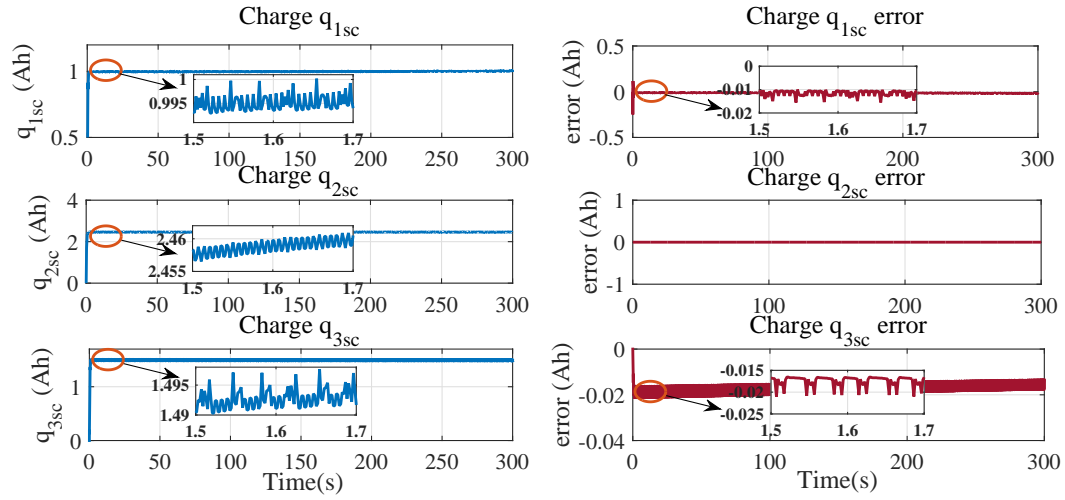 Charge q1sc
q1sc (Ah)
1
0.5
1
0.995
1.5
1.6
1.7
0 50 100 150 200 250 300
Charge q1sc error
error (Ah)
0.5
0
-0.5
0
-0.01
-0.02
1.5
1.6
1.7
0 100 200 300
Charge q2sc
q2sc (Ah)
4
2
0
2.46
2.455
1.5
1.6
1.7
0 50 100 150 200 250 300
Charge q2sc error
error (Ah)
1
0
-1
0 100 200 300
Charge q3sc
q3sc (Ah)
1
0
1.495
1.49
1.5
1.6
1.7
0 50 100 150 200 250 300
Time(s)
Charge q3sc error
error (Ah)
0
-0.02
-0.04
-0.015
-0.02
-0.025
1.5
1.6
1.7
0 100 200 300
Time(s)